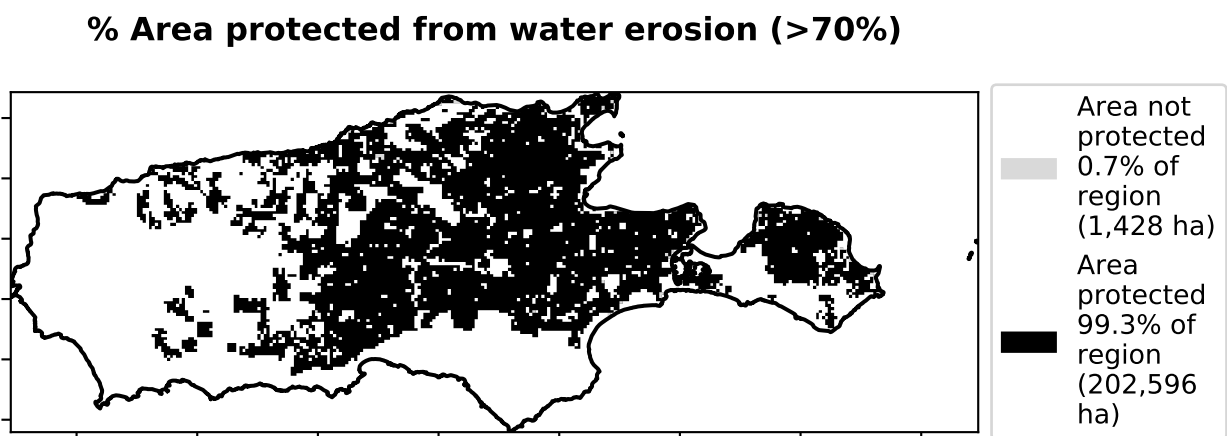 % Area protected from water erosion (>70%)
Area not
protected
0.7% of
region
(1,428 ha)
Area
protected
99.3% of
region
(202,596
ha)